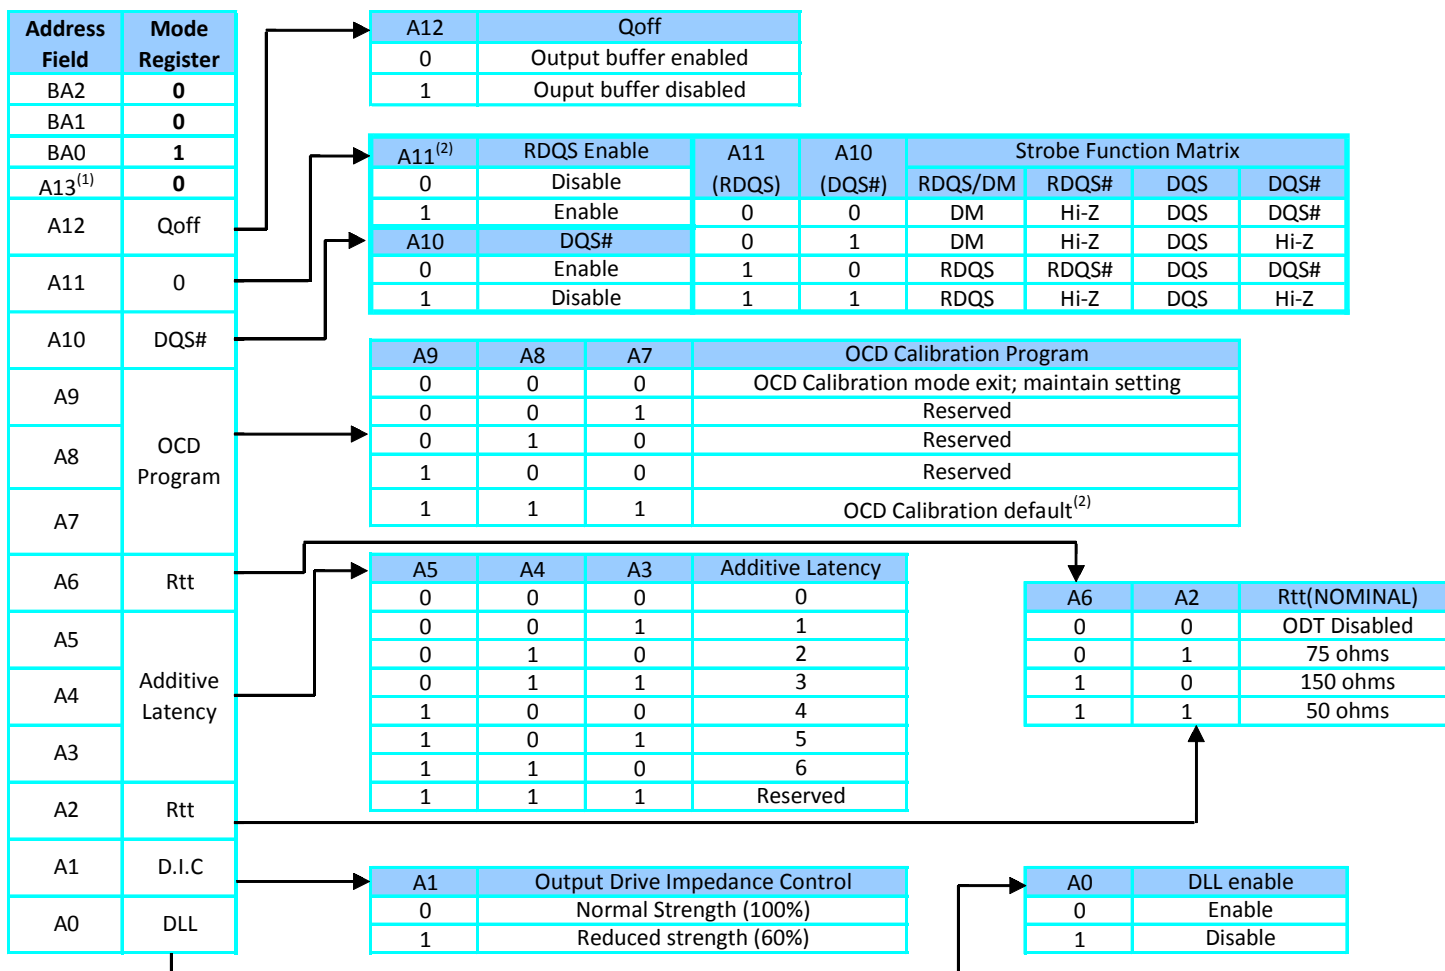 Address Field | Mode Register
BA2 | 0
BA1 | 0
BA0 | 1
A13(1) | 0
A12 | Qoff
A11 | 0
A10 | DQS#
A9
A8
A7
OCD Program
A6 | Rtt
A5
A4
A3
Additive Latency
A2 | Rtt
A1 | D.I.C
A0 | DLL
A12 | Qoff
0 | Output buffer enabled
1 | Ouput buffer disabled
A11(2) | RDQS Enable
0 | Disable
1 | Enable
A10 | DQS#
0 | Enable
1 | Disable
A11 (RDQS) | A10 (DQS#) | Strobe Function Matrix
RDQS/DM | RDQS# | DQS | DQS#
0 | 0 | DM | Hi-Z | DQS | DQS#
0 | 1 | DM | Hi-Z | DQS | Hi-Z
1 | 0 | RDQS | RDQS# | DQS | DQS#
1 | 1 | RDQS | Hi-Z | DQS | Hi-Z
A9 | A8 | A7 | OCD Calibration Program
0 | 0 | 0 | OCD Calibration mode exit; maintain setting
0 | 0 | 1 | Reserved
0 | 1 | 0 | Reserved
1 | 0 | 0 | Reserved
1 | 1 | 1 | OCD Calibration default(2)
A5 | A4 | A3 | Additive Latency
0 | 0 | 0 | 0
0 | 0 | 1 | 1
0 | 1 | 0 | 2
0 | 1 | 1 | 3
1 | 0 | 0 | 4
1 | 0 | 1 | 5
1 | 1 | 0 | 6
1 | 1 | 1 | Reserved
A6 | A2 | Rtt(NOMINAL)
0 | 0 | ODT Disabled
0 | 1 | 75 ohms
1 | 0 | 150 ohms
1 | 1 | 50 ohms
A1 | Output Drive Impedance Control
0 | Normal Strength (100%)
1 | Reduced strength (60%)
A0 | DLL enable
0 | Enable
1 | Disable